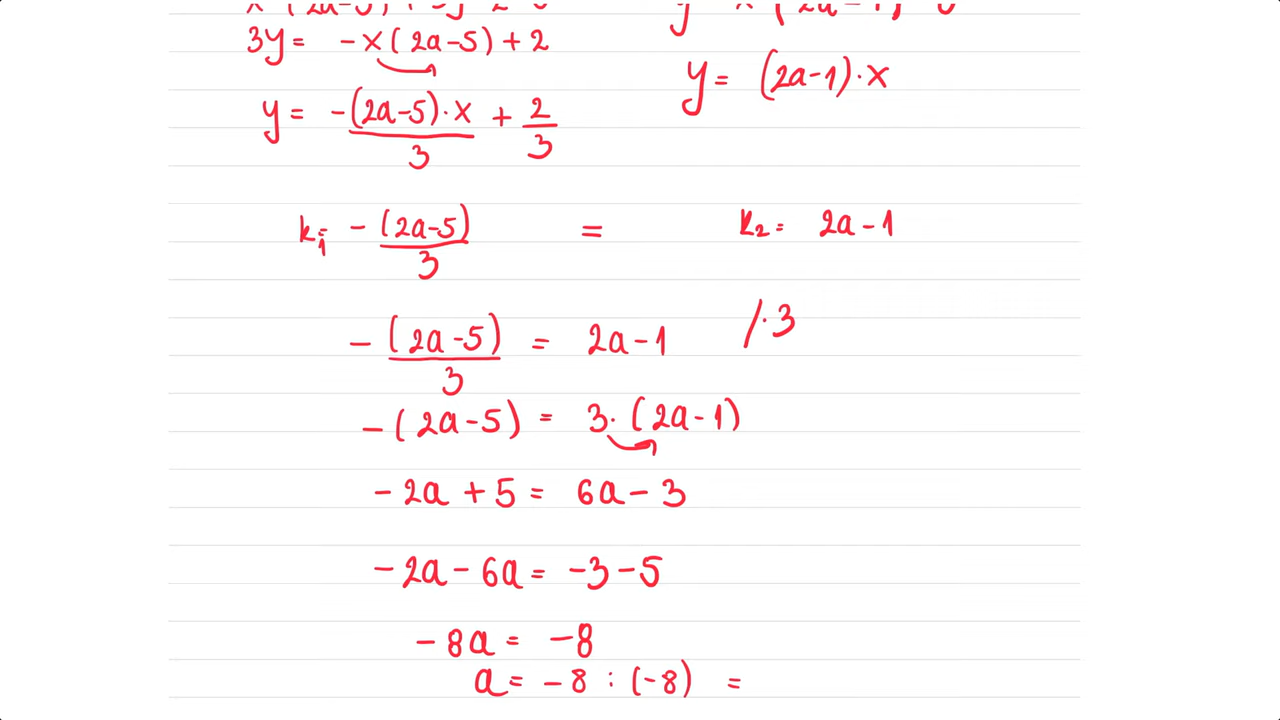 3y = -x(2a-5)+2
y = (2a-1)·x
y = -(2a-5)·x/3 + 2/3
k₁ = -(2a-5)/3 = k₂ = 2a-1
-(2a-5)/3 = 2a-1 /·3
-(2a-5) = 3·(2a-1)
-2a+5 = 6a-3
-2a-6a = -3-5
-8a = -8
a = -8 : (-8) =